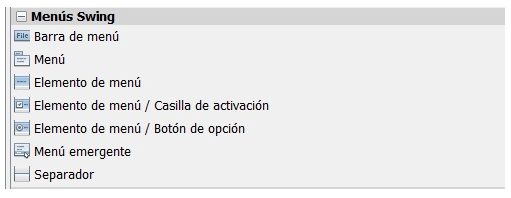 Menús Swing
File Barra de menú
Menú
Elemento de menú
Elemento de menú / Casilla de activación
Elemento de menú / Botón de opción
Menú emergente
Separador